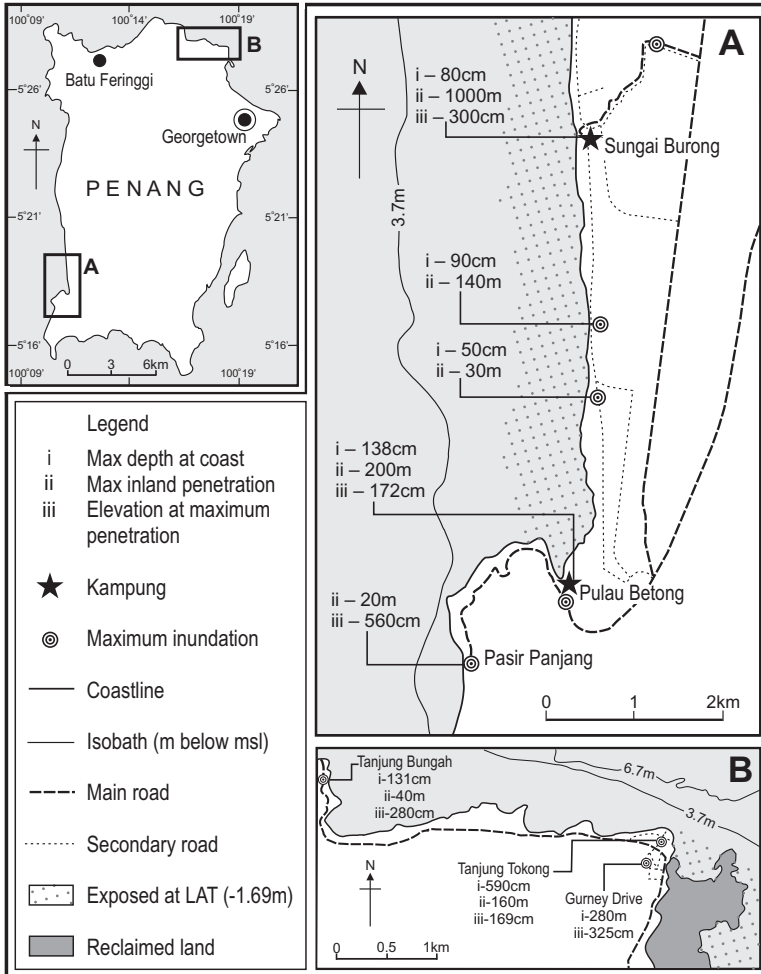 100°09'
100°14'
100°19'
B
Batu Feringgi
5°26'
5°26'
Georgetown
N
PENANG
5°21'
5°21'
A
5°16'
5°16'
0 3 6km
100°09'
100°19'
Legend
i Max depth at coast
ii Max inland penetration
iii Elevation at maximum
penetration
Kampung
Maximum inundation
Coastline
Isobath (m below msl)
Main road
Secondary road
Exposed at LAT (-1.69m)
Reclaimed land
A
N
i – 80cm
ii – 1000m
iii – 300cm
Sungai Burong
3.7m
i – 90cm
ii – 140m
i – 50cm
ii – 30m
i – 138cm
ii – 200m
iii – 172cm
Pulau Betong
ii – 20m
iii – 560cm
Pasir Panjang
0 1 2km
B
Tanjung Bungah
i-131cm
ii-40m
iii-280cm
6.7m
3.7m
N
Tanjung Tokong
i-590cm
ii-160m
iii-169cm
Gurney Drive
i-280m
iii-325cm
0 0.5 1km